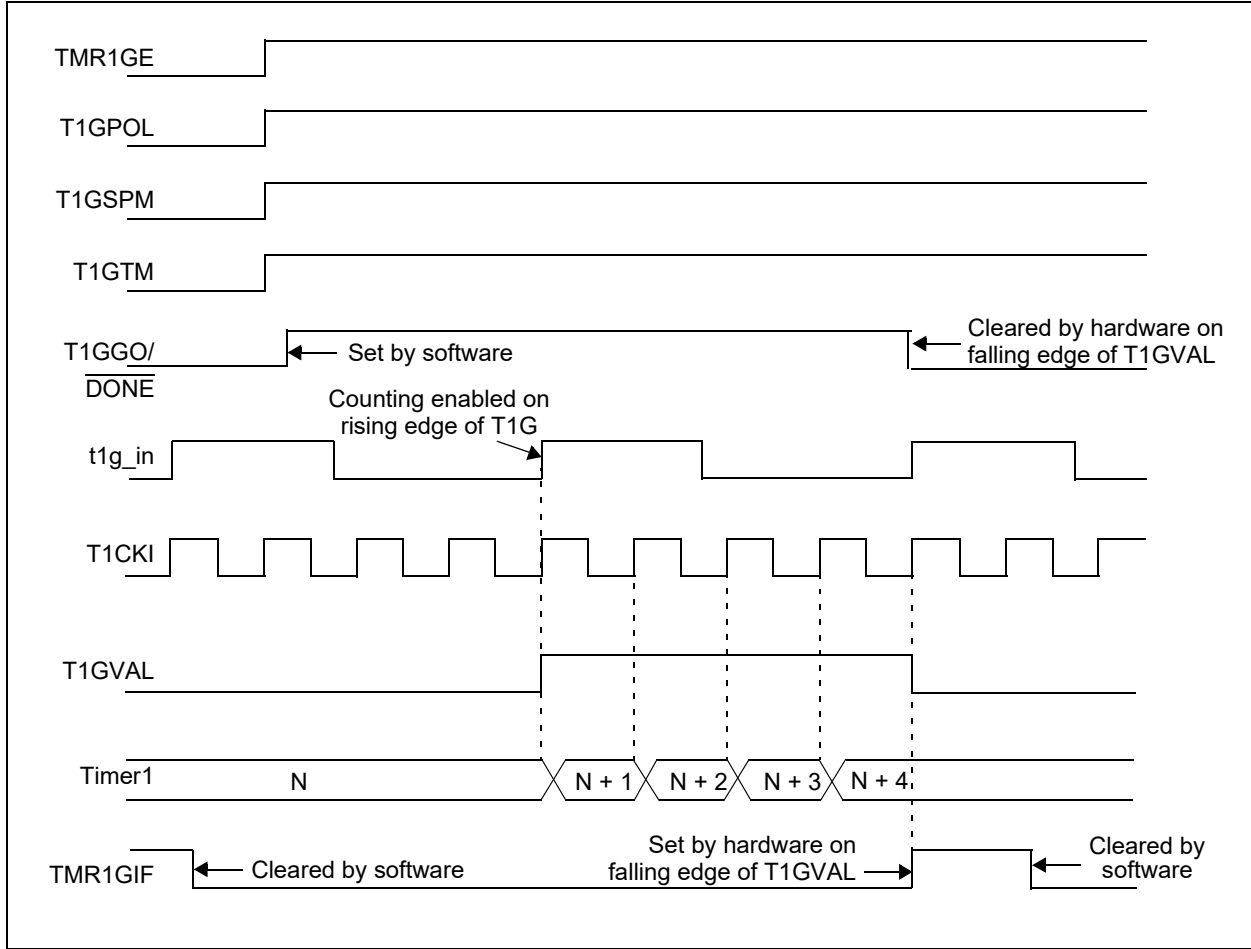 TMR1GE
T1GPOL
T1GSPM
T1GTM
T1GGO/
DONE
Set by software
Cleared by hardware on
falling edge of T1GVAL
Counting enabled on
rising edge of T1G
t1g_in
T1CKI
T1GVAL
Timer1
N
N + 1
N + 2
N + 3
N + 4
TMR1GIF
Cleared by software
Set by hardware on
falling edge of T1GVAL
Cleared by
software